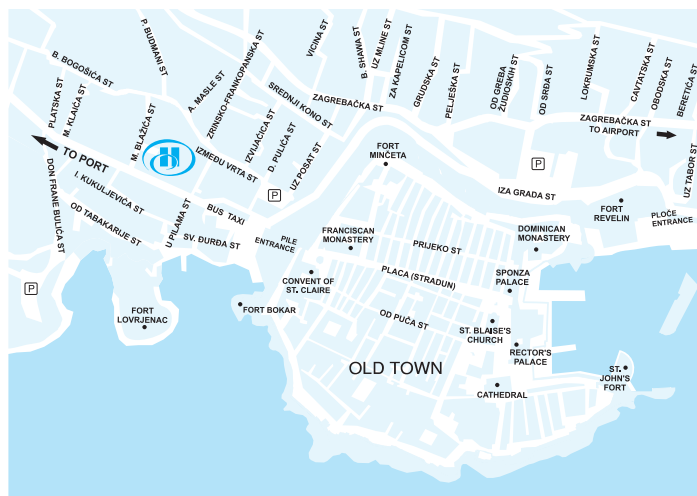 P. BUDMANI ST
B. BOGOŠIĆA ST
PLATSKA ST
M. KLAIĆA ST
M. BLAŽIĆA ST
A. MASLE ST
ZRINSKO-FRANKOPANSKA ST
VICINA ST
B. SHAWA ST
UZ MLINE ST
ZA KAPELICOM ST
GRUDSKA ST
PELJEŠKA ST
OD GREBA
ŽUDIOSKIH ST
OD SRĐA ST
LOKRUMSKA ST
CAVTATSKA ST
OBODSKA ST
BERETIĆA ST
SREDNJI KONO ST
ZAGREBAČKA ST
ZAGREBAČKA ST
TO AIRPORT
TO PORT
IZMEĐU VRTA ST
IZVIJAČICA ST
D. PULIĆA ST
UZ POSAT ST
FORT
MINČETA
P
P
P
UZ TABOR ST
DON FRANE BULIĆA ST
I. KUKULJEVIĆA ST
OD TABAKARIJE ST
U PILAMA ST
BUS TAXI
SV. ĐURĐA ST
PILE
ENTRANCE
IZA GRADA ST
FORT
REVELIN
PLOČE
ENTRANCE
FRANCISCAN
MONASTERY
PRIJEKO ST
DOMINICAN
MONASTERY
PLACA (STRADUN)
SPONZA
PALACE
CONVENT OF
ST. CLAIRE
FORT
LOVRJENAC
FORT BOKAR
OD PUČA ST
ST. BLAISE'S
CHURCH
RECTOR'S
PALACE
OLD TOWN
CATHEDRAL
ST.
JOHN'S
FORT